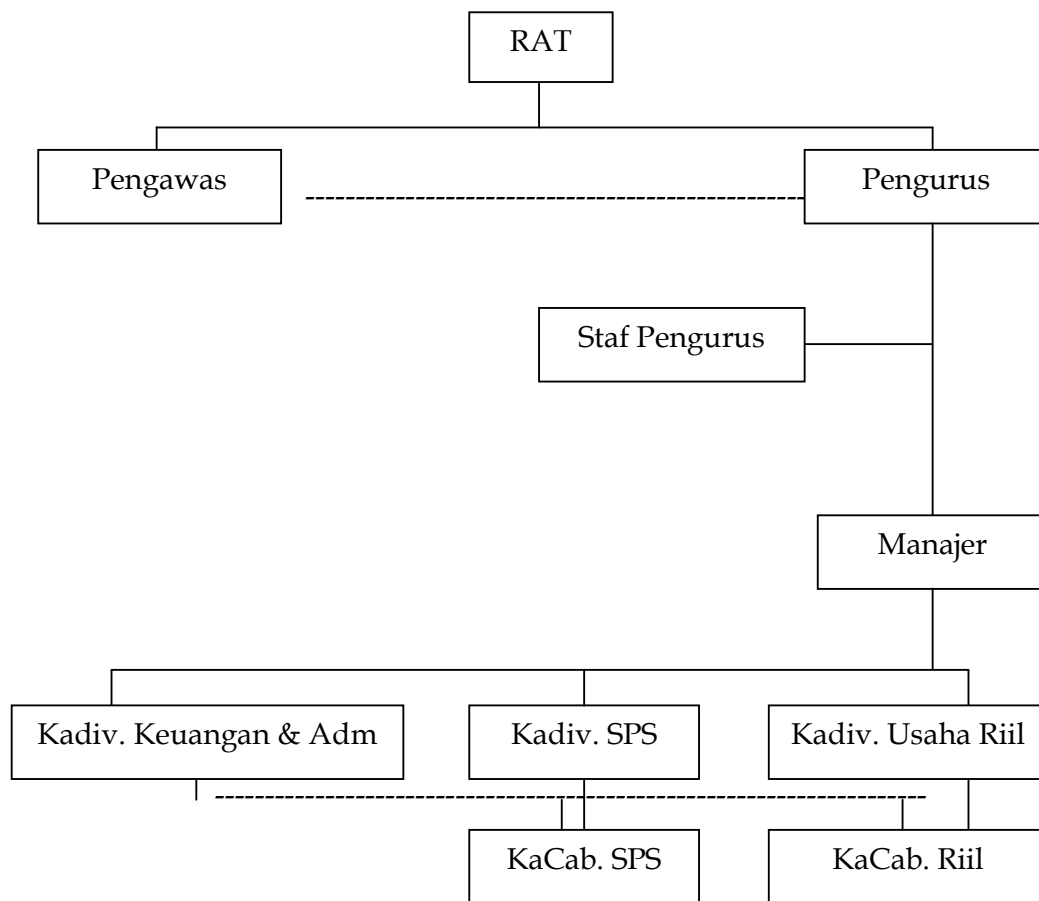 RAT
Pengawas
Pengurus
Staf Pengurus
Manajer
Kadiv. Keuangan & Adm
Kadiv. SPS
Kadiv. Usaha Riil
KaCab. SPS
KaCab. Riil